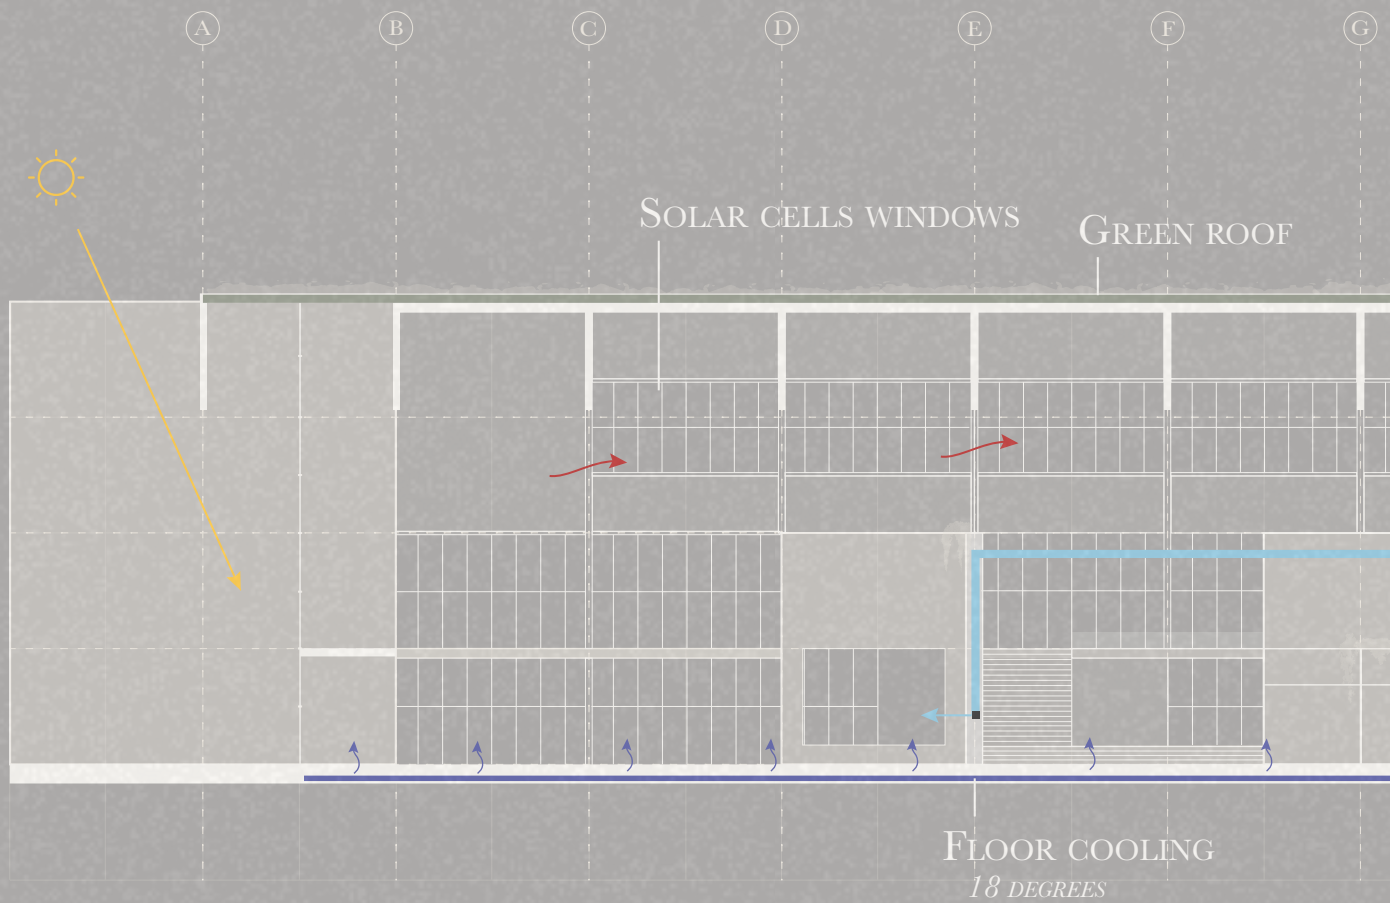 A B C D E F G
SOLAR CELLS WINDOWS
GREEN ROOF
FLOOR COOLING
18 DEGREES